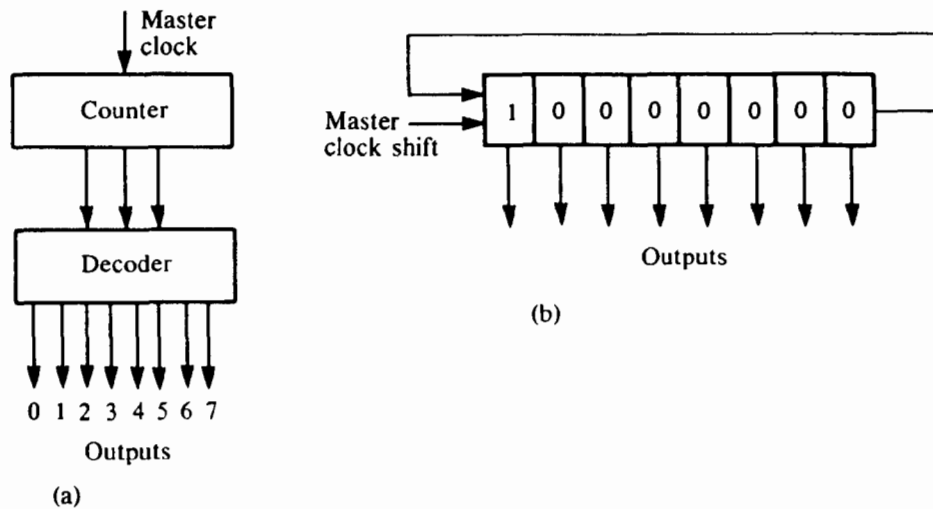 Master
clock
Counter
Decoder
0 1 2 3 4 5 6 7
Outputs
(a)
1 0 0 0 0 0 0 0
Master
clock shift
Outputs
(b)